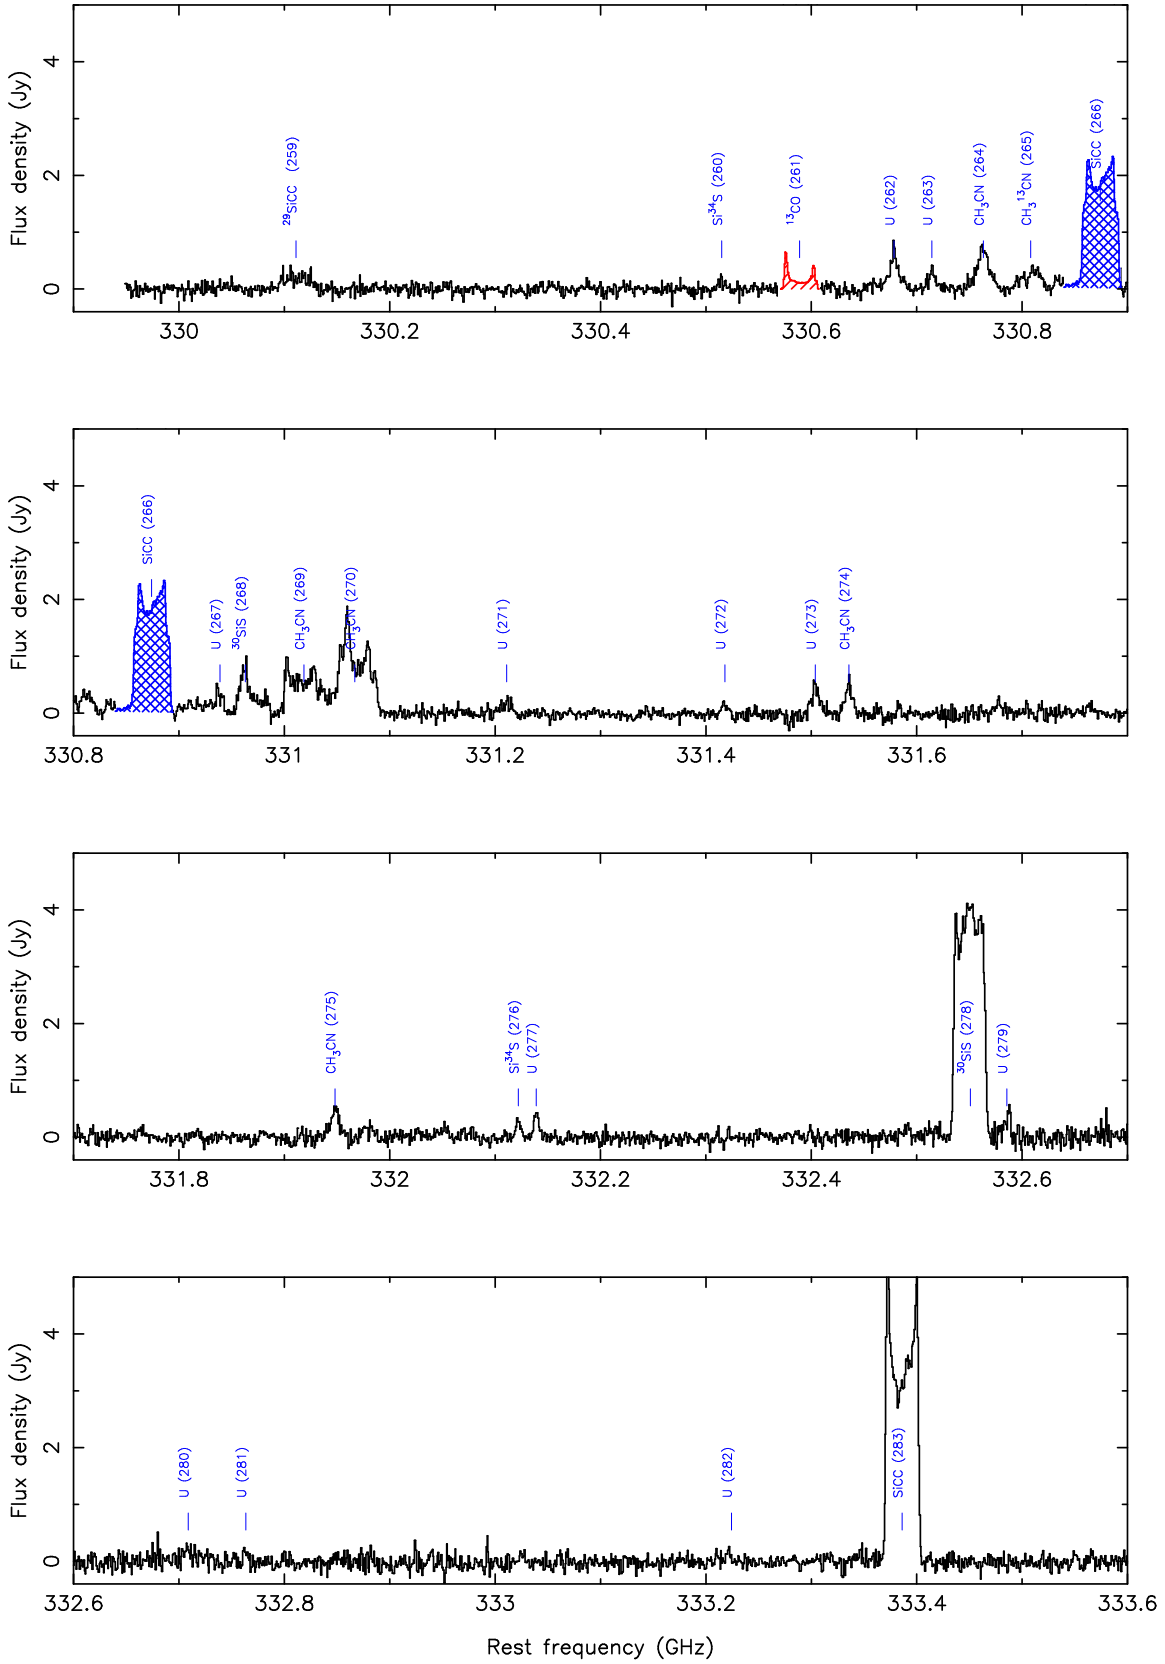 Flux density (Jy)
4
2
0
²⁹SiCC (259)
Si³⁴S (260)
¹³CO (261)
U (262)
U (263)
CH₃CN (264)
CH₃¹³CN (265)
SiCC (266)
330
330.2
330.4
330.6
330.8
Flux density (Jy)
4
2
0
SiCC (266)
U (267)
³⁰SiS (268)
CH₃CN (269)
CH₃CN (270)
U (271)
U (272)
U (273)
CH₃CN (274)
330.8
331
331.2
331.4
331.6
Flux density (Jy)
4
2
0
CH₃CN (275)
Si³⁴S (276)
U (277)
³⁰SiS (278)
U (279)
331.8
332
332.2
332.4
332.6
Flux density (Jy)
4
2
0
U (280)
U (281)
U (282)
SiCC (283)
332.6
332.8
333
333.2
333.4
333.6
Rest frequency (GHz)